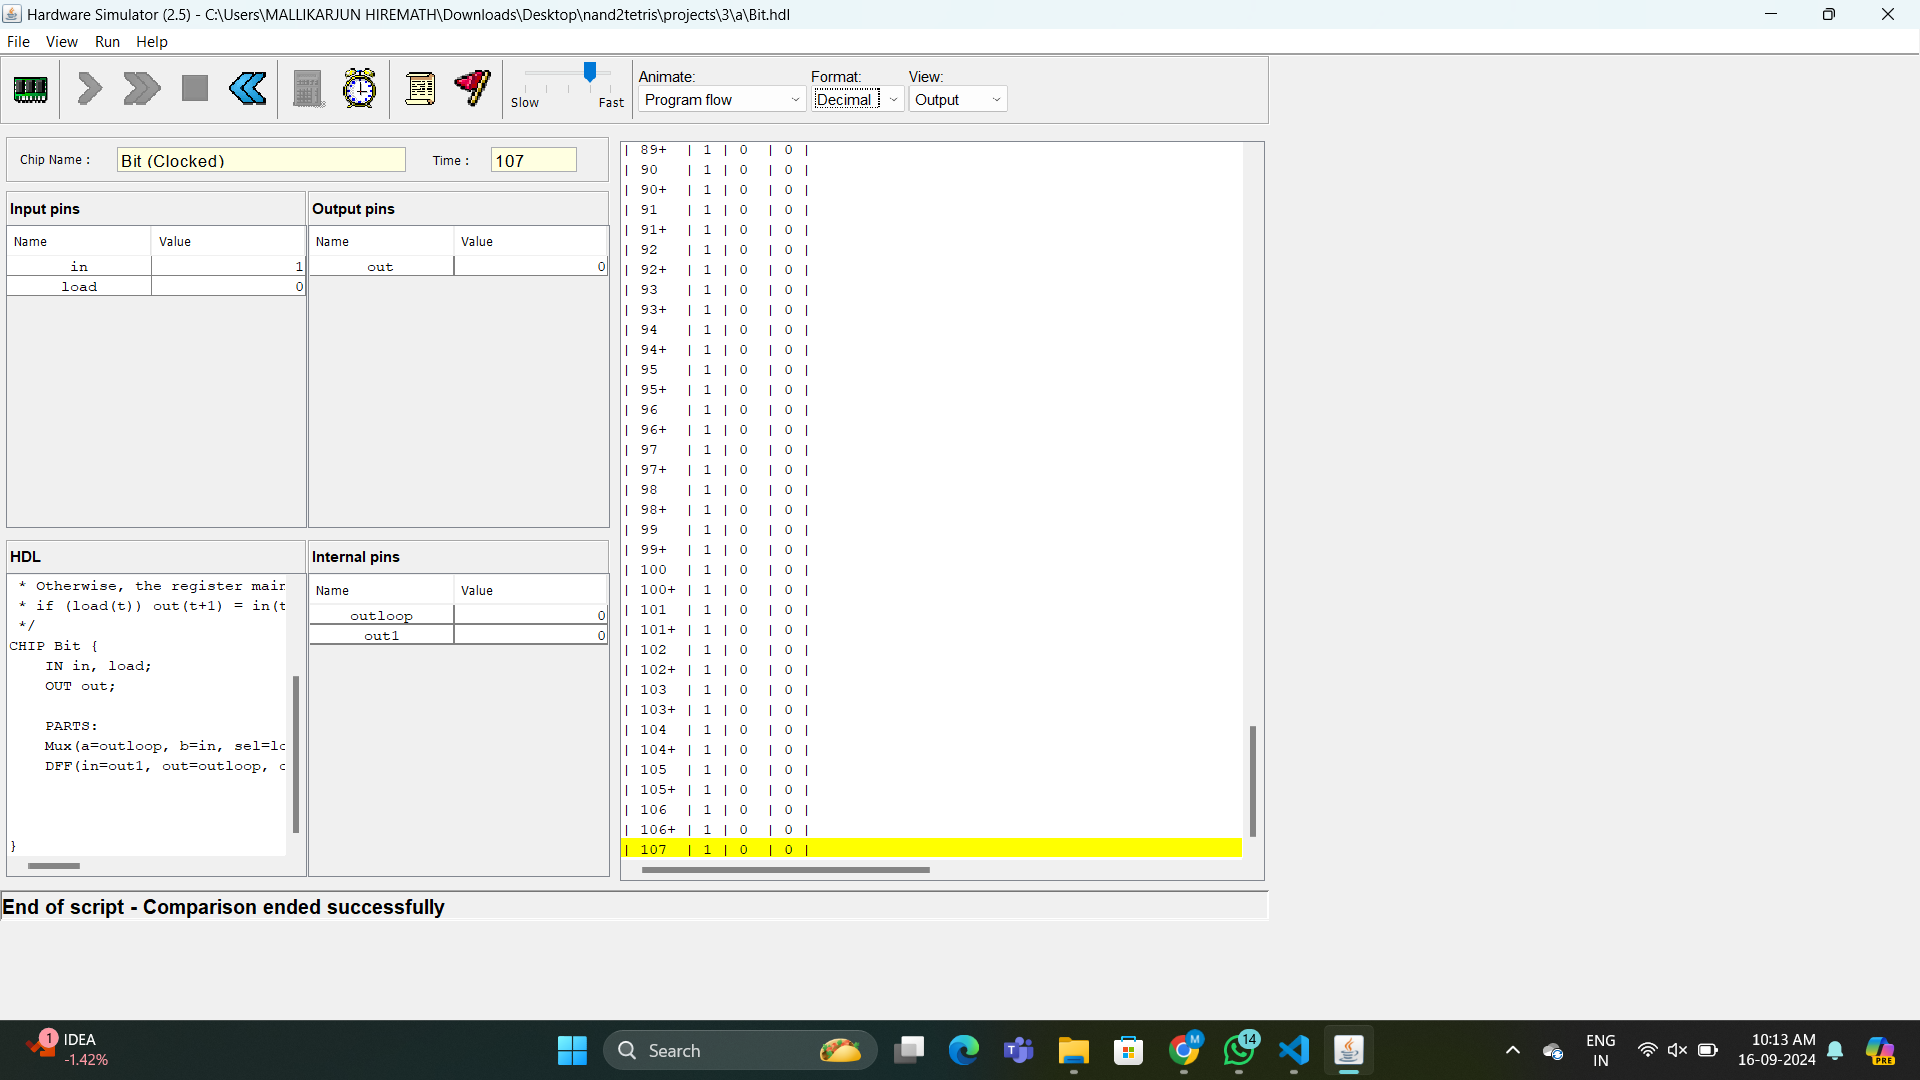 Hardware Simulator (2.5) - C:\Users\MALLIKARJUN HIREMATH\Downloads\Desktop\nand2tetris\projects\3\a\Bit.hdl
File View Run Help
Slow Fast
Animate:
Program flow
Format:
Decimal
View:
Output
Chip Name :
Bit (Clocked)
Time :
107
Input pins
Name Value
in 1
load 0
Output pins
Name Value
out 0
HDL
* Otherwise, the register main
* if (load(t)) out(t+1) = in(t
*/
CHIP Bit {
IN in, load;
OUT out;
PARTS:
Mux(a=outloop, b=in, sel=lo
DFF(in=out1, out=outloop, o
}
Internal pins
Name Value
outloop 0
out1 0
| 89+ | 1 | 0 | 0 |
| 90 | 1 | 0 | 0 |
| 90+ | 1 | 0 | 0 |
| 91 | 1 | 0 | 0 |
| 91+ | 1 | 0 | 0 |
| 92 | 1 | 0 | 0 |
| 92+ | 1 | 0 | 0 |
| 93 | 1 | 0 | 0 |
| 93+ | 1 | 0 | 0 |
| 94 | 1 | 0 | 0 |
| 94+ | 1 | 0 | 0 |
| 95 | 1 | 0 | 0 |
| 95+ | 1 | 0 | 0 |
| 96 | 1 | 0 | 0 |
| 96+ | 1 | 0 | 0 |
| 97 | 1 | 0 | 0 |
| 97+ | 1 | 0 | 0 |
| 98 | 1 | 0 | 0 |
| 98+ | 1 | 0 | 0 |
| 99 | 1 | 0 | 0 |
| 99+ | 1 | 0 | 0 |
| 100 | 1 | 0 | 0 |
| 100+ | 1 | 0 | 0 |
| 101 | 1 | 0 | 0 |
| 101+ | 1 | 0 | 0 |
| 102 | 1 | 0 | 0 |
| 102+ | 1 | 0 | 0 |
| 103 | 1 | 0 | 0 |
| 103+ | 1 | 0 | 0 |
| 104 | 1 | 0 | 0 |
| 104+ | 1 | 0 | 0 |
| 105 | 1 | 0 | 0 |
| 105+ | 1 | 0 | 0 |
| 106 | 1 | 0 | 0 |
| 106+ | 1 | 0 | 0 |
| 107 | 1 | 0 | 0 |
End of script - Comparison ended successfully
1
IDEA
-1.42%
Search
M
14
ENG
IN
10:13 AM
16-09-2024
PRE